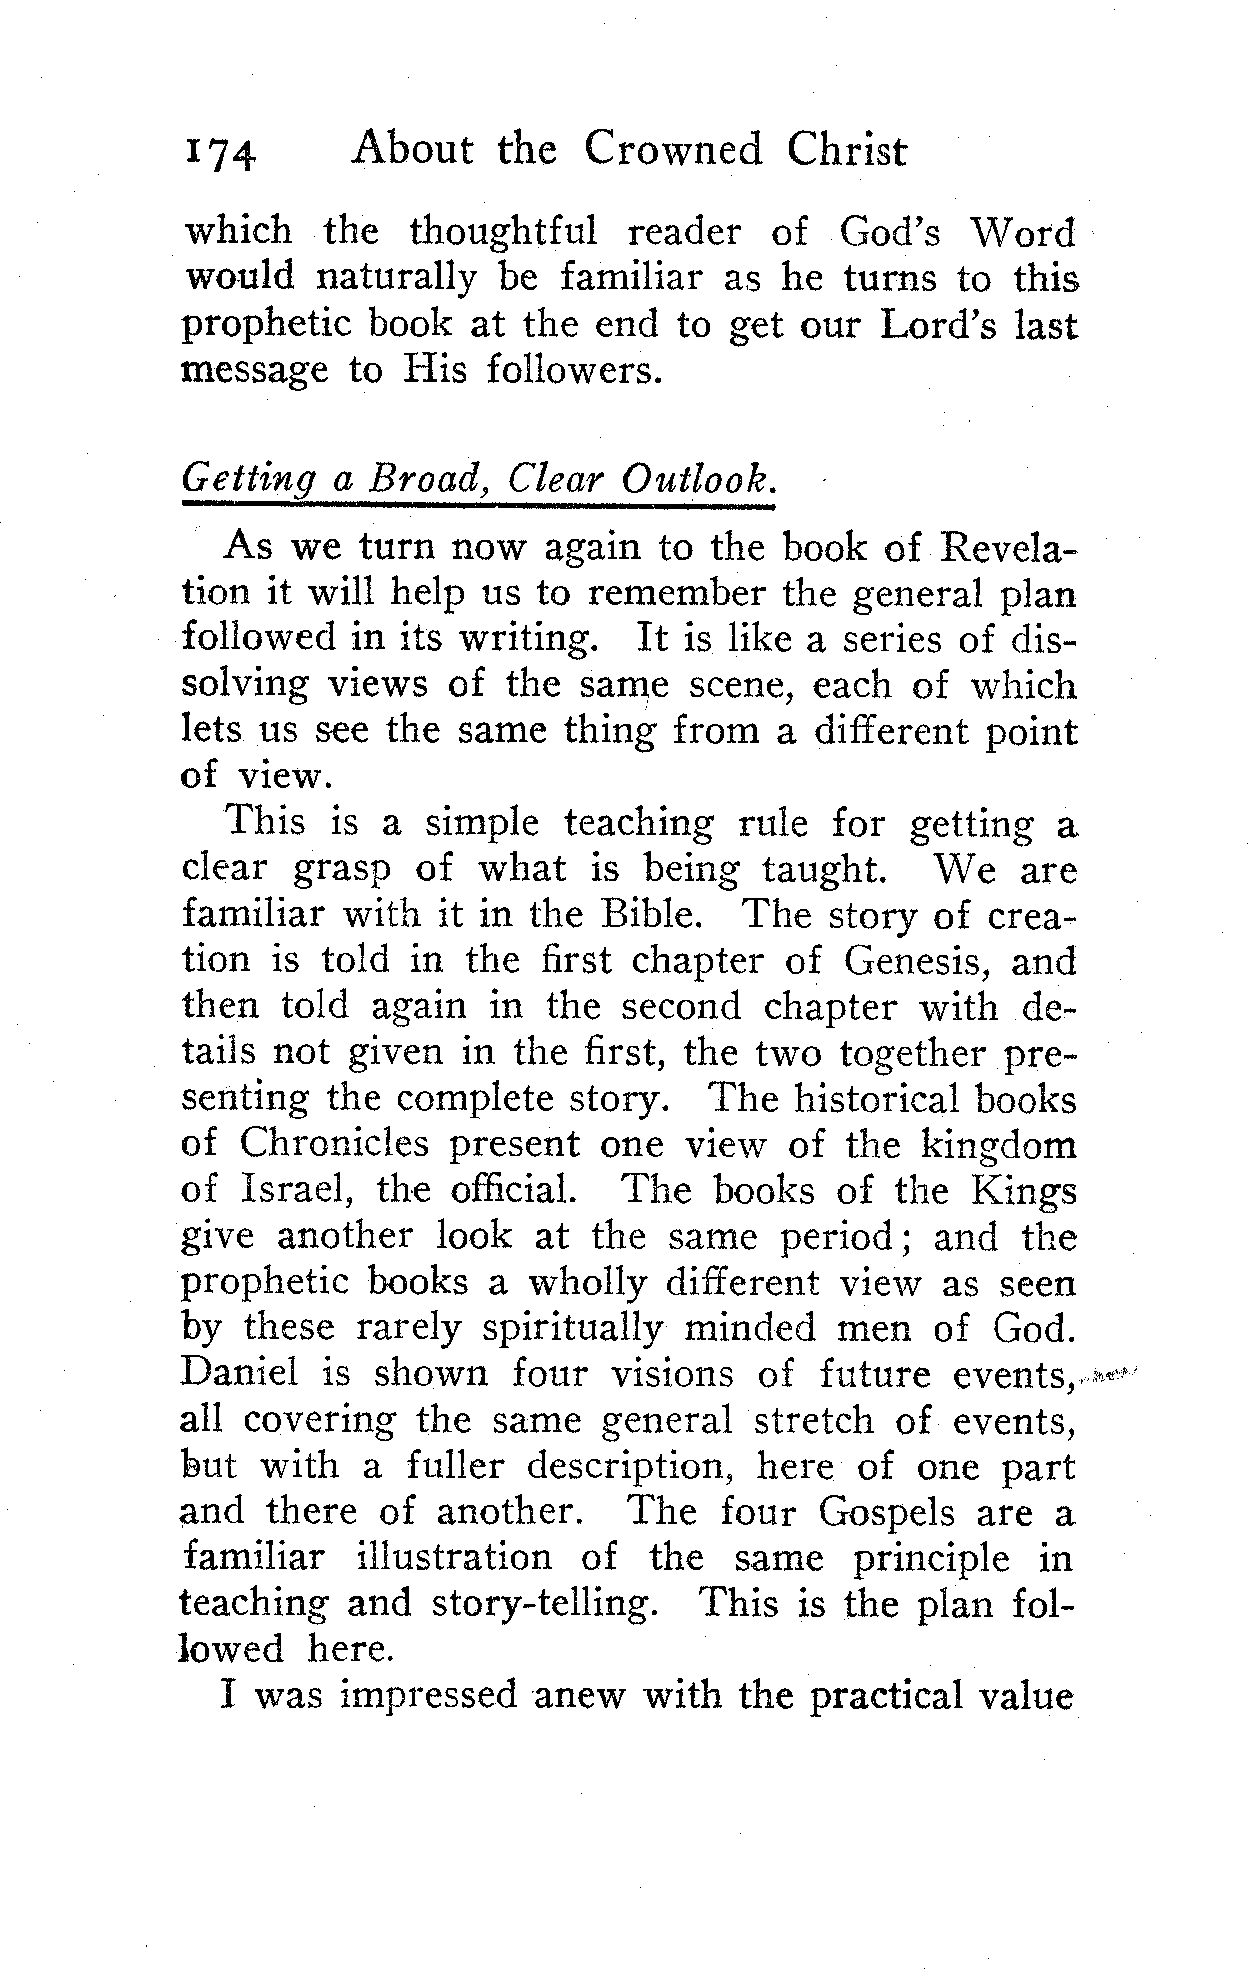 174 About the Crowned Christ
which the thoughtful reader of God's Word
would naturally be familiar as he turns to this
prophetic book at the end to get our Lord's last
message to His followers.
Getting a Broad, Clear Outlook.
As we turn now again to the book of Revela-
tion it will help us to remember the general plan
followed in its writing. It is like a series of dis-
solving views of the same scene, each of which
lets us see the same thing from a different point
of view.
This is a simple teaching rule for getting a
clear grasp of what is being taught. We are
familiar with it in the Bible. The story of crea-
tion is told in the first chapter of Genesis, and
then told again in the second chapter with de-
tails not given in the first, the two together pre-
senting the complete story. The historical books
of Chronicles present one view of the kingdom
of Israel, the official. The books of the Kings
give another look at the same period; and the
prophetic books a wholly different view as seen
by these rarely spiritually minded men of God.
Daniel is shown four visions of future events,
all covering the same general stretch of events,
but with a fuller description, here of one part
and there of another. The four Gospels are a
familiar illustration of the same principle in
teaching and story-telling. This is the plan fol-
lowed here.
I was impressed anew with the practical value